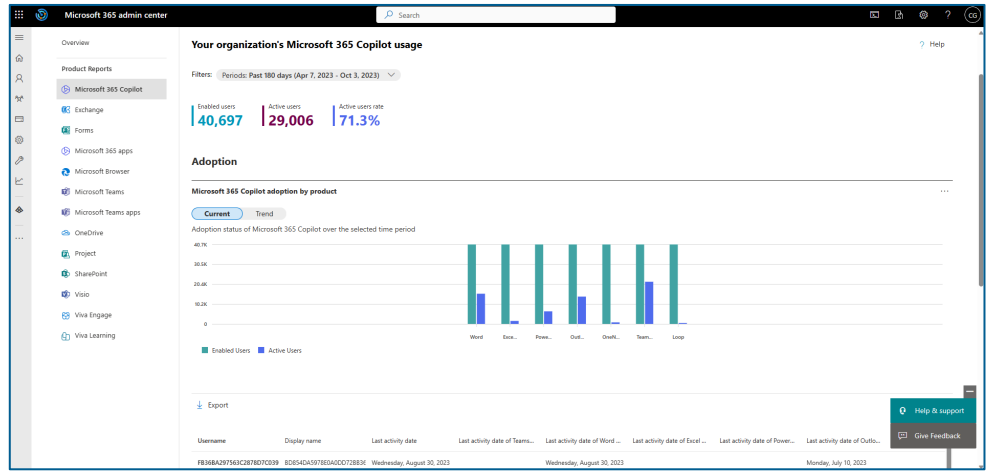 Microsoft 365 admin center
Search
CG
Overview
Product Reports
Microsoft 365 Copilot
Exchange
Forms
Microsoft 365 apps
Microsoft Browser
Microsoft Teams
Microsoft Teams apps
OneDrive
Project
SharePoint
Visio
Viva Engage
Viva Learning
Your organization's Microsoft 365 Copilot usage
? Help
Filters: Periods: Past 180 days (Apr 7, 2023 - Oct 3, 2023)
Enabled users Active users Active users rate
40,697 29,006 71.3%
Adoption
Microsoft 365 Copilot adoption by product
Current Trend
Adoption status of Microsoft 365 Copilot over the selected time period
40.7K
30.5K
20.4K
10.2K
0
Word Exce... Powe... Outl... OneN... Team... Loop
Enabled Users Active Users
Export
Help & support
Give Feedback
Username Display name Last activity date Last activity date of Teams... Last activity date of Word ... Last activity date of Excel ... Last activity date of Power... Last activity date of Outlo...
Wednesday, August 30, 2023 Wednesday, August 30, 2023 Monday, July 10, 2023